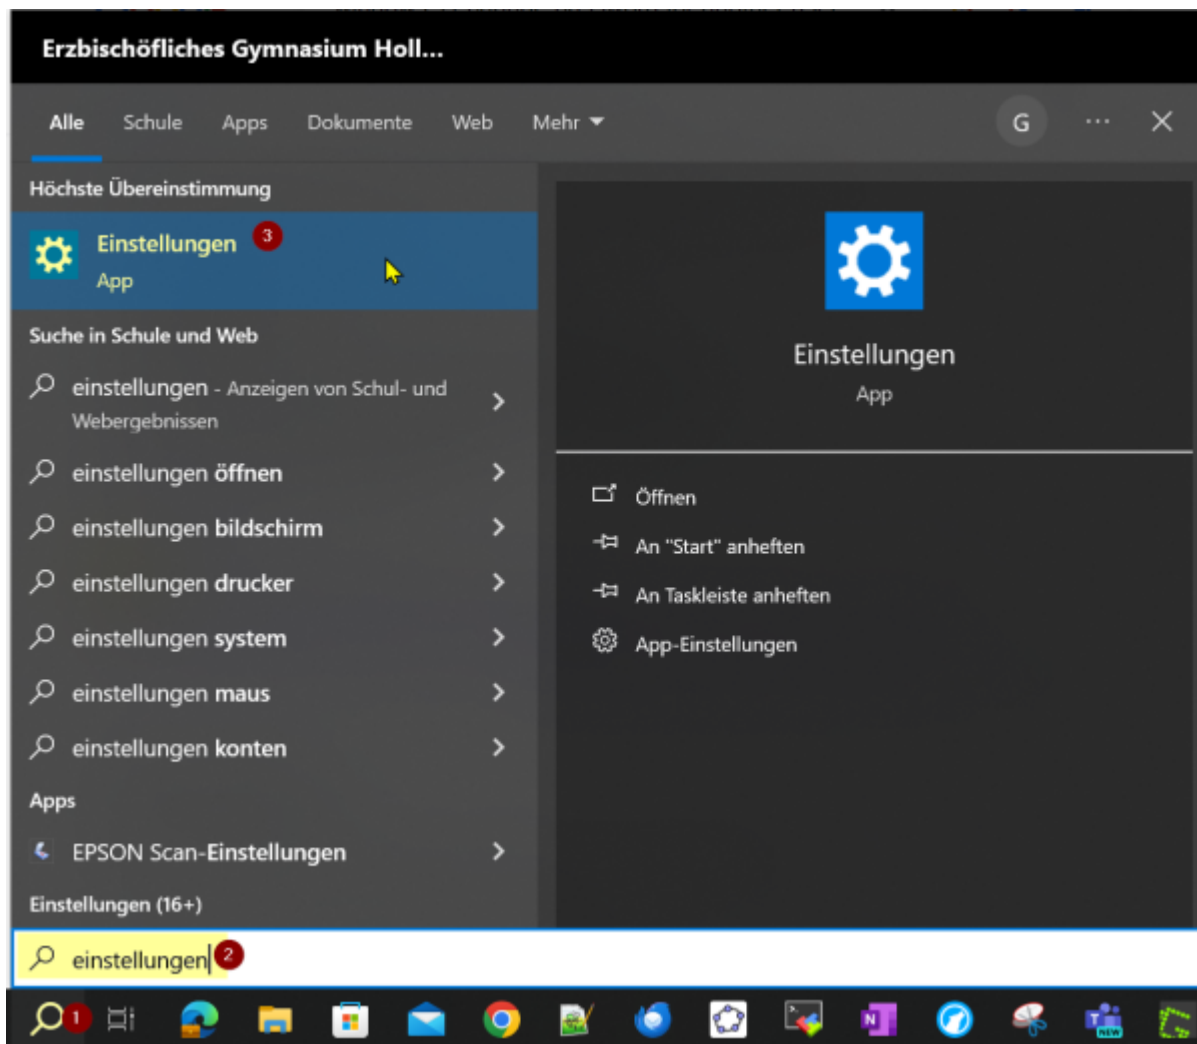 Erzbischöfliches Gymnasium Holl...
Alle Schule Apps Dokumente Web Mehr
G ...
Höchste Übereinstimmung
Einstellungen 3
App
Suche in Schule und Web
einstellungen - Anzeigen von Schul- und
Webergebnissen
einstellungen öffnen
einstellungen bildschirm
einstellungen drucker
einstellungen system
einstellungen maus
einstellungen konten
Apps
EPSON Scan-Einstellungen
Einstellungen (16+)
Einstellungen
App
Öffnen
An "Start" anheften
An Taskleiste anheften
App-Einstellungen
einstellungen 2
1
N
T
NEW